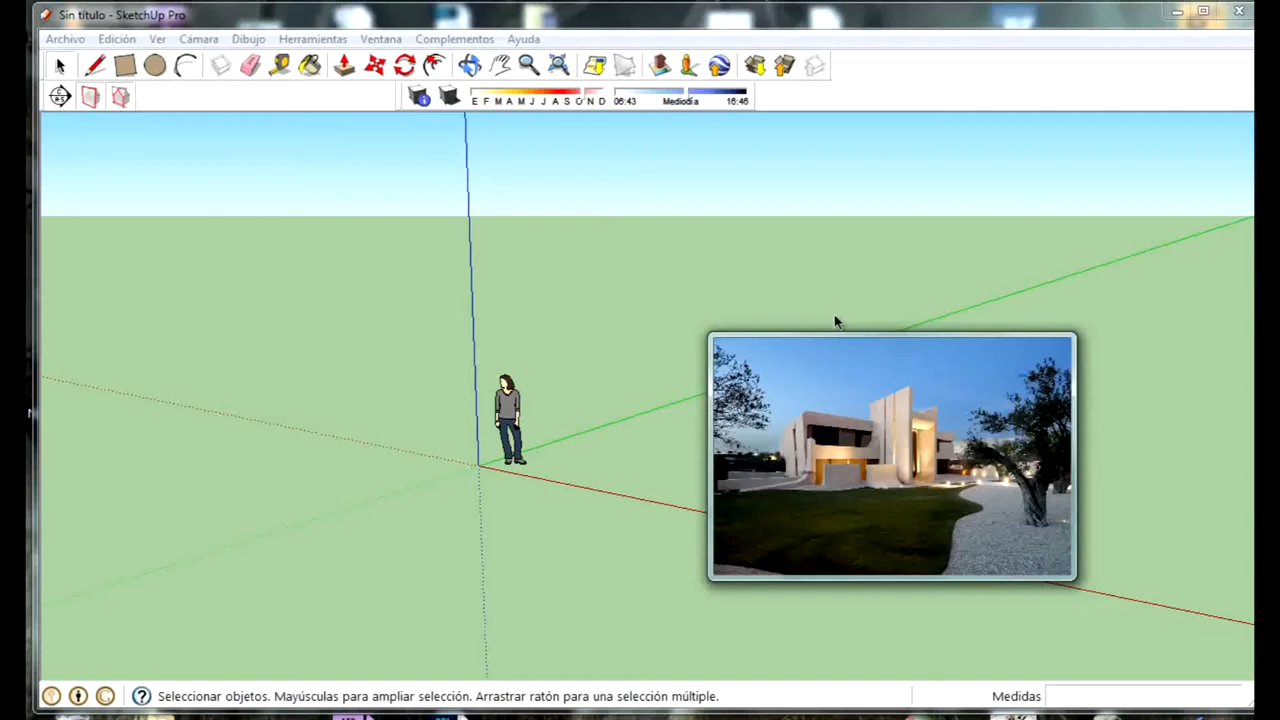 Sin título - SketchUp Pro
Archivo Edición Ver Cámara Dibujo Herramientas Ventana Complementos Ayuda
E F M A M J J A S O N D 06:43 Mediodía 16:46
Seleccionar objetos. Mayúsculas para ampliar selección. Arrastrar ratón para una selección múltiple. Medidas